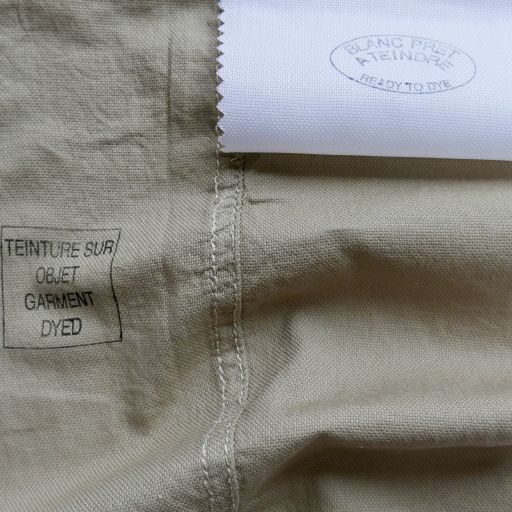 BLANC PRET
A TEINDRE
READY TO DYE
TEINTURE SUR
OBJET
GARMENT
DYED